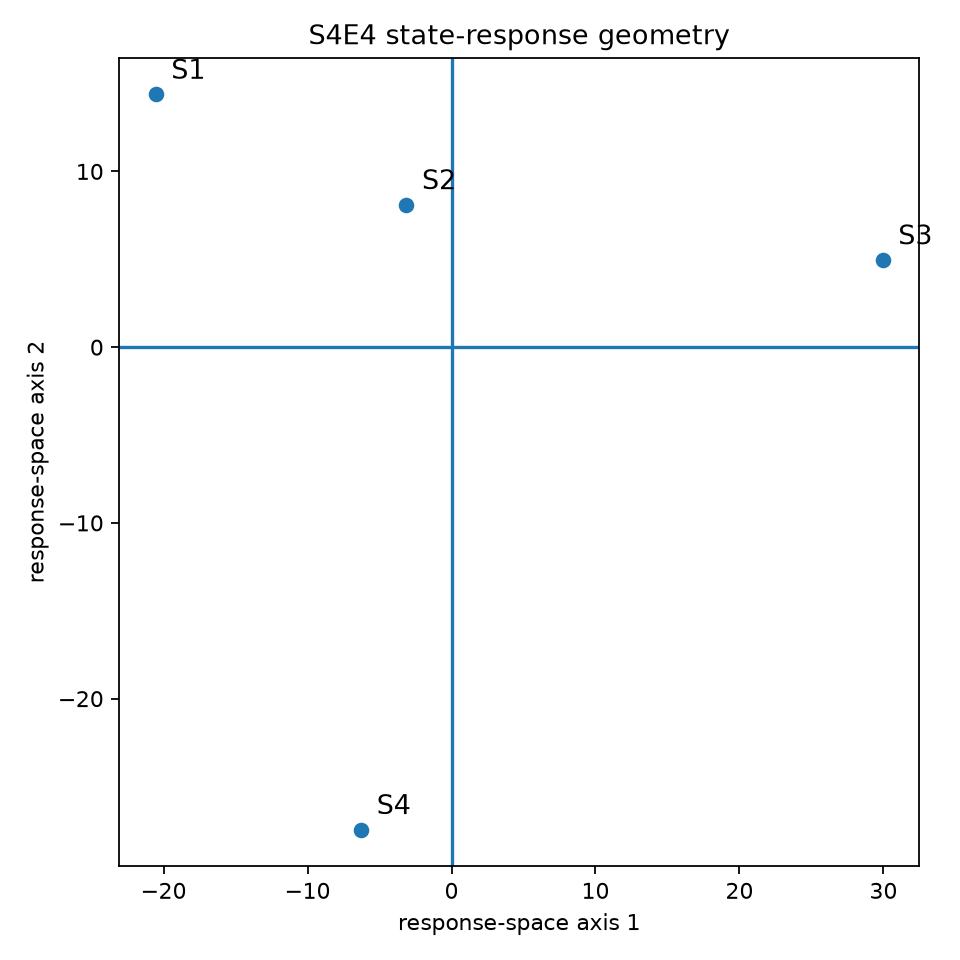 S4E4 state-response geometry
S1
10
S2
S3
0
response-space axis 2
−10
−20
S4
−20
−10
0
10
20
30
response-space axis 1